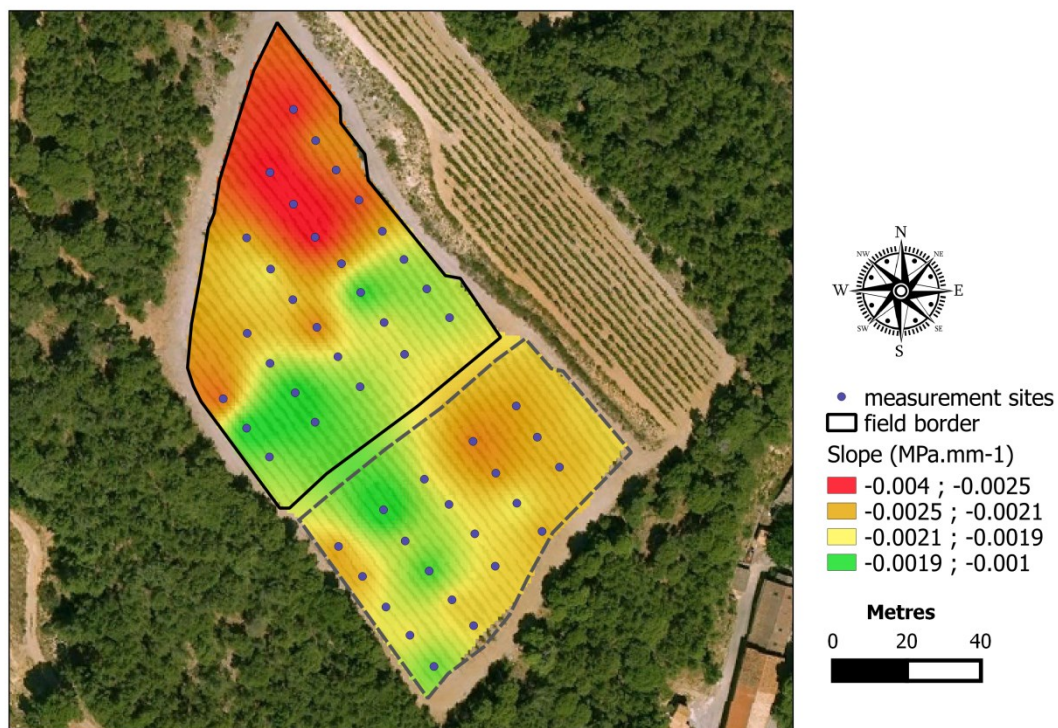 N
NW
NE
W
E
SW
SE
S
measurement sites
field border
Slope (MPa.mm-1)
-0.004 ; -0.0025
-0.0025 ; -0.0021
-0.0021 ; -0.0019
-0.0019 ; -0.001
Metres
0 20 40